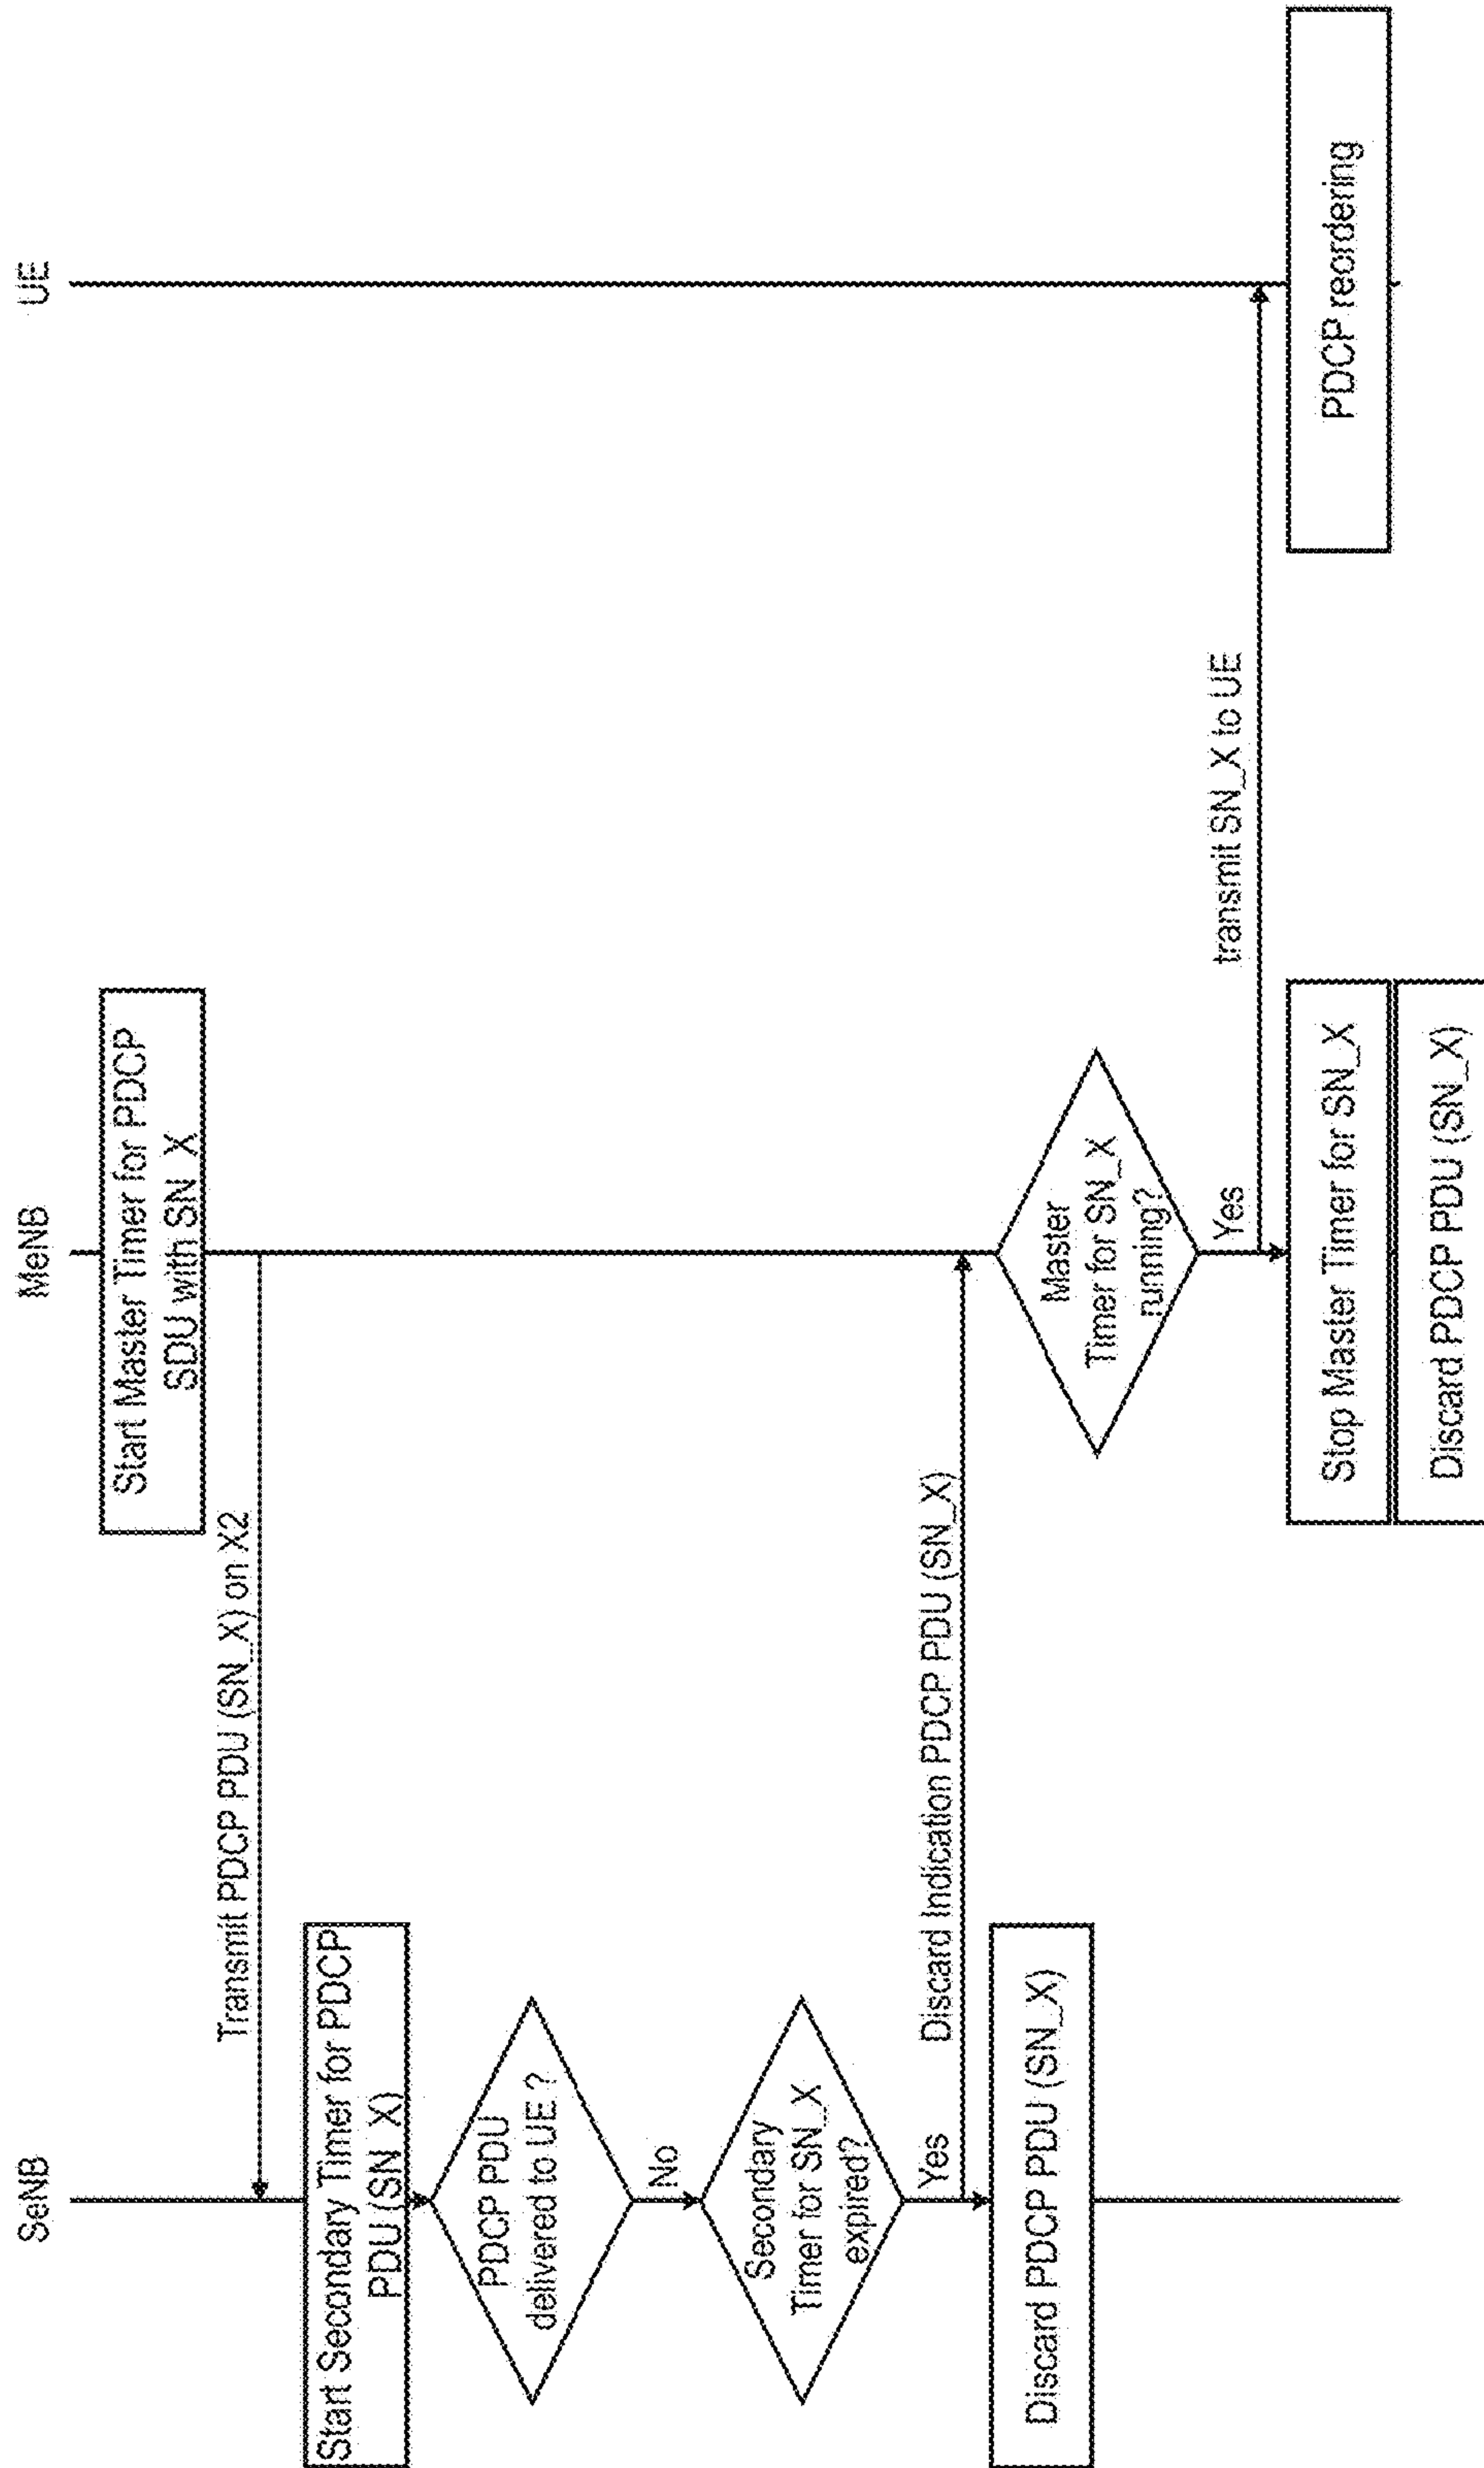 SeNB
MeNB
UE
Start Master Timer for PDCP
SDU with SN_X
Transmit PDCP PDU (SN_X) on X2
Start Secondary Timer for PDCP
PDU (SN_X)
PDCP PDU
delivered to UE ?
No
Secondary
Timer for SN_X
expired?
Yes
Discard Indication PDCP PDU (SN_X)
Discard PDCP PDU (SN_X)
Master
Timer for SN_X
running?
Yes
transmit SN_X to UE
Stop Master Timer for SN_X
Discard PDCP PDU (SN_X)
PDCP reordering